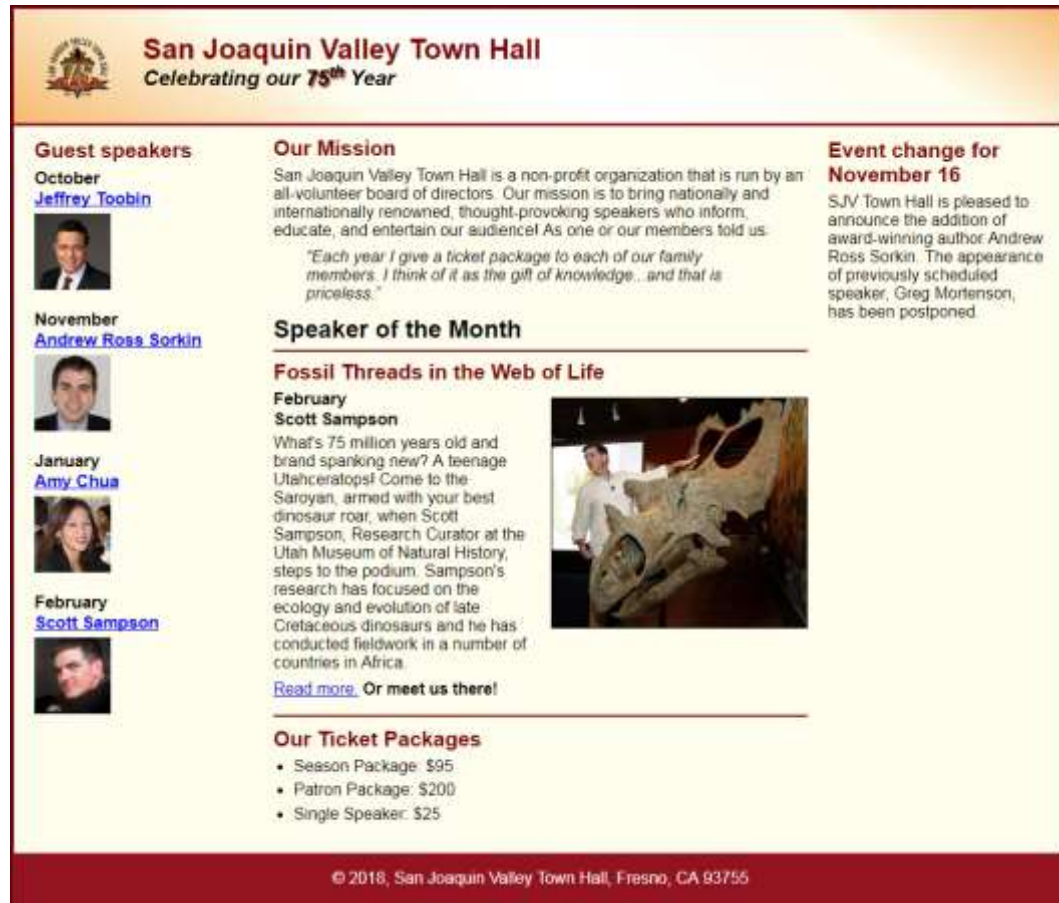 San Joaquin Valley Town Hall
Celebrating our 75th Year
Guest speakers
October
Jeffrey Toobin
November
Andrew Ross Sorkin
January
Amy Chua
February
Scott Sampson
Our Mission
San Joaquin Valley Town Hall is a non-profit organization that is run by an
all-volunteer board of directors. Our mission is to bring nationally and
internationally renowned, thought-provoking speakers who inform,
educate, and entertain our audience! As one or our members told us:
"Each year I give a ticket package to each of our family
members. I think of it as the gift of knowledge...and that is
priceless."
Speaker of the Month
Fossil Threads in the Web of Life
February
Scott Sampson
What's 75 million years old and
brand spanking new? A teenage
Utahceratops! Come to the
Saroyan, armed with your best
dinosaur roar, when Scott
Sampson, Research Curator at the
Utah Museum of Natural History,
steps to the podium. Sampson's
research has focused on the
ecology and evolution of late
Cretaceous dinosaurs and he has
conducted fieldwork in a number of
countries in Africa.
Read more. Or meet us there!
Our Ticket Packages
• Season Package: $95
• Patron Package: $200
• Single Speaker: $25
Event change for
November 16
SJV Town Hall is pleased to
announce the addition of
award-winning author Andrew
Ross Sorkin. The appearance
of previously scheduled
speaker, Greg Mortenson,
has been postponed.
© 2018, San Joaquin Valley Town Hall, Fresno, CA 93755